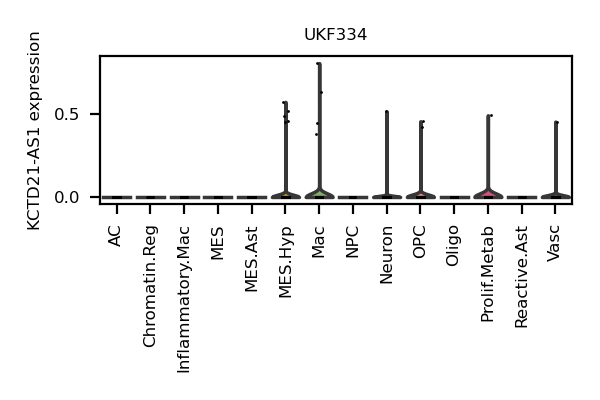 UKF334
KCTD21-AS1 expression
0.5
0.0
AC
Chromatin.Reg
Inflammatory.Mac
MES
MES.Ast
MES.Hyp
Mac
NPC
Neuron
OPC
Oligo
Prolif.Metab
Reactive.Ast
Vasc